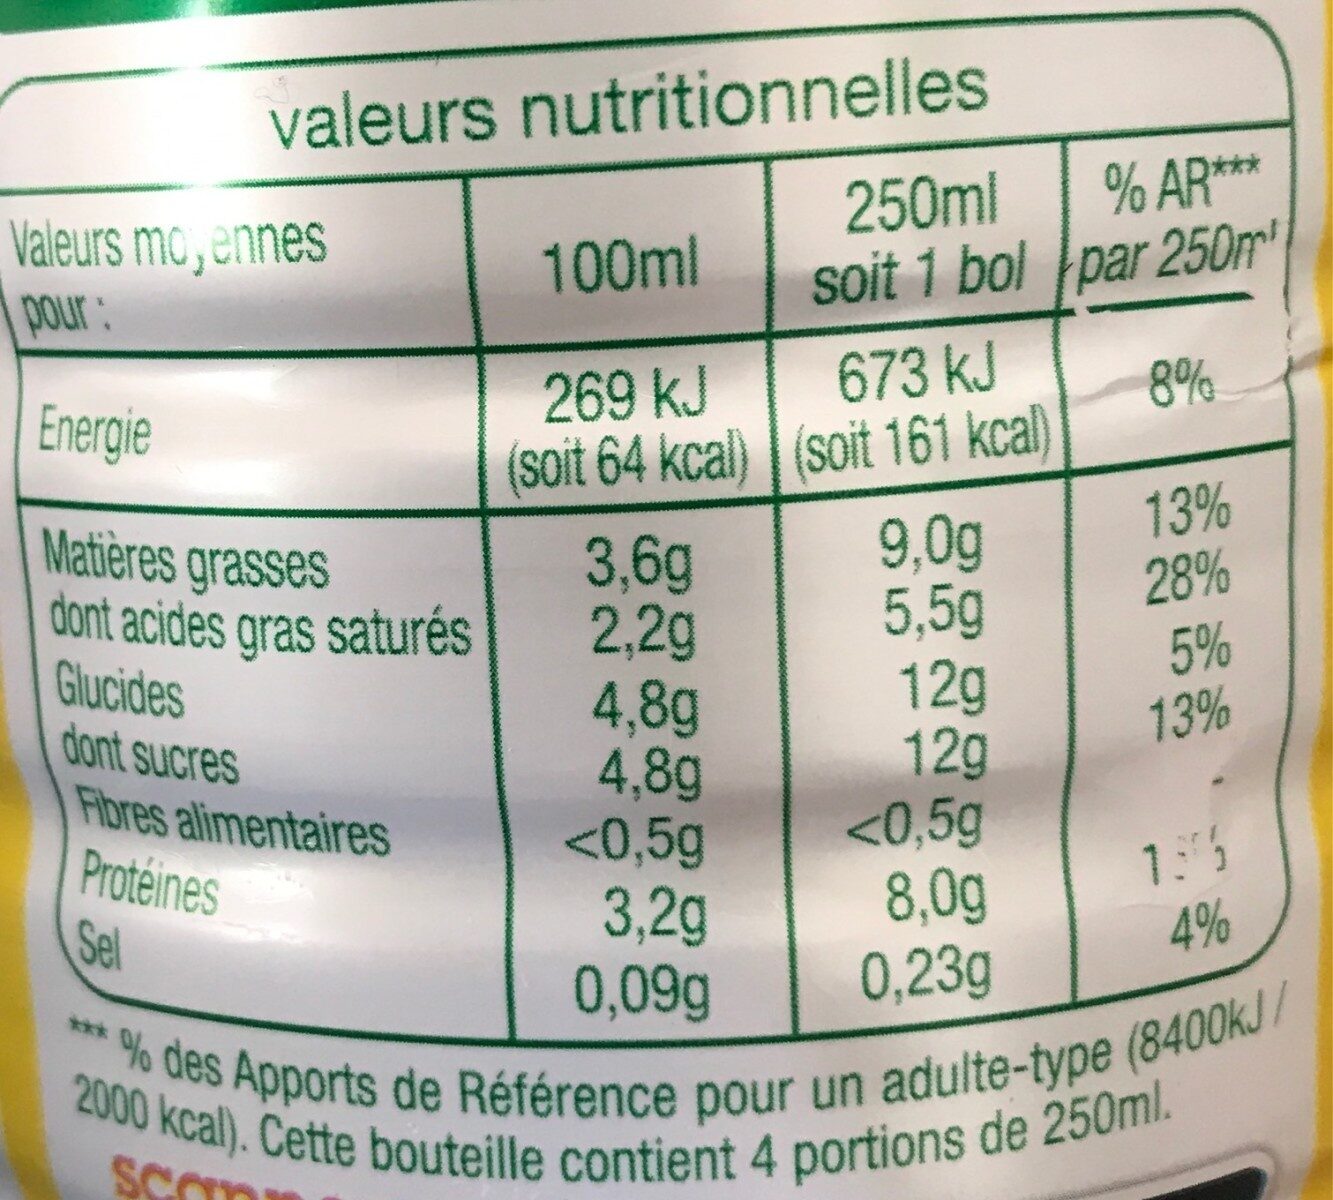 valeurs nutritionnelles
Valeurs moyennes pour : 100ml 250ml soit 1 bol % AR*** par 250ml
Energie 269 kJ (soit 64 kcal) 673 kJ (soit 161 kcal) 8%
Matières grasses 3,6g 9,0g 13%
dont acides gras saturés 2,2g 5,5g 28%
Glucides 4,8g 12g 5%
dont sucres 4,8g 12g 13%
Fibres alimentaires <0,5g <0,5g -
Protéines 3,2g 8,0g
Sel 0,09g 0,23g 4%
*** % des Apports de Référence pour un adulte-type (8400kJ /
2000 kcal). Cette bouteille contient 4 portions de 250ml.